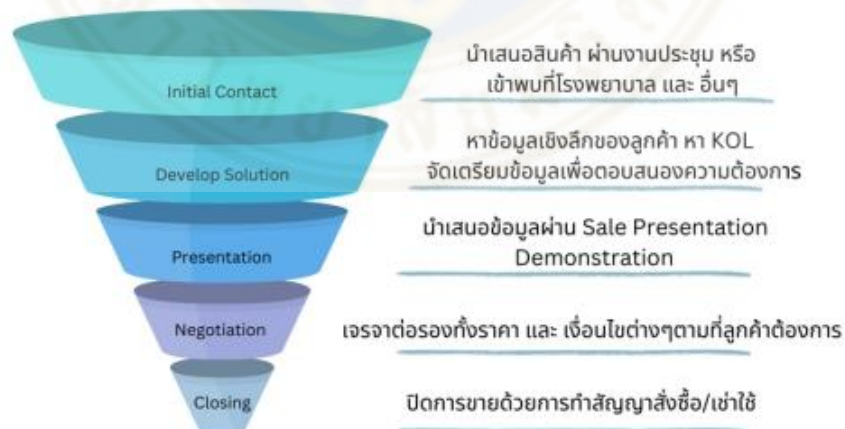 Initial Contact
นำเสนอสินค้า ผ่านงานประชุม หรือ
เข้าพบที่โรงพยาบาล และ อื่นๆ
Develop Solution
หาข้อมูลเชิงลึกของลูกค้า หา KOL
จัดเตรียมข้อมูลเพื่อตอบสนองความต้องการ
Presentation
นำเสนอข้อมูลผ่าน Sale Presentation
Demonstration
Negotiation
เจรจาต่อรองทั้งราคา และ เงื่อนไขต่างๆตามที่ลูกค้าต้องการ
Closing
ปิดการขายด้วยการทำสัญญาสั่งซื้อ/เช่าใช้